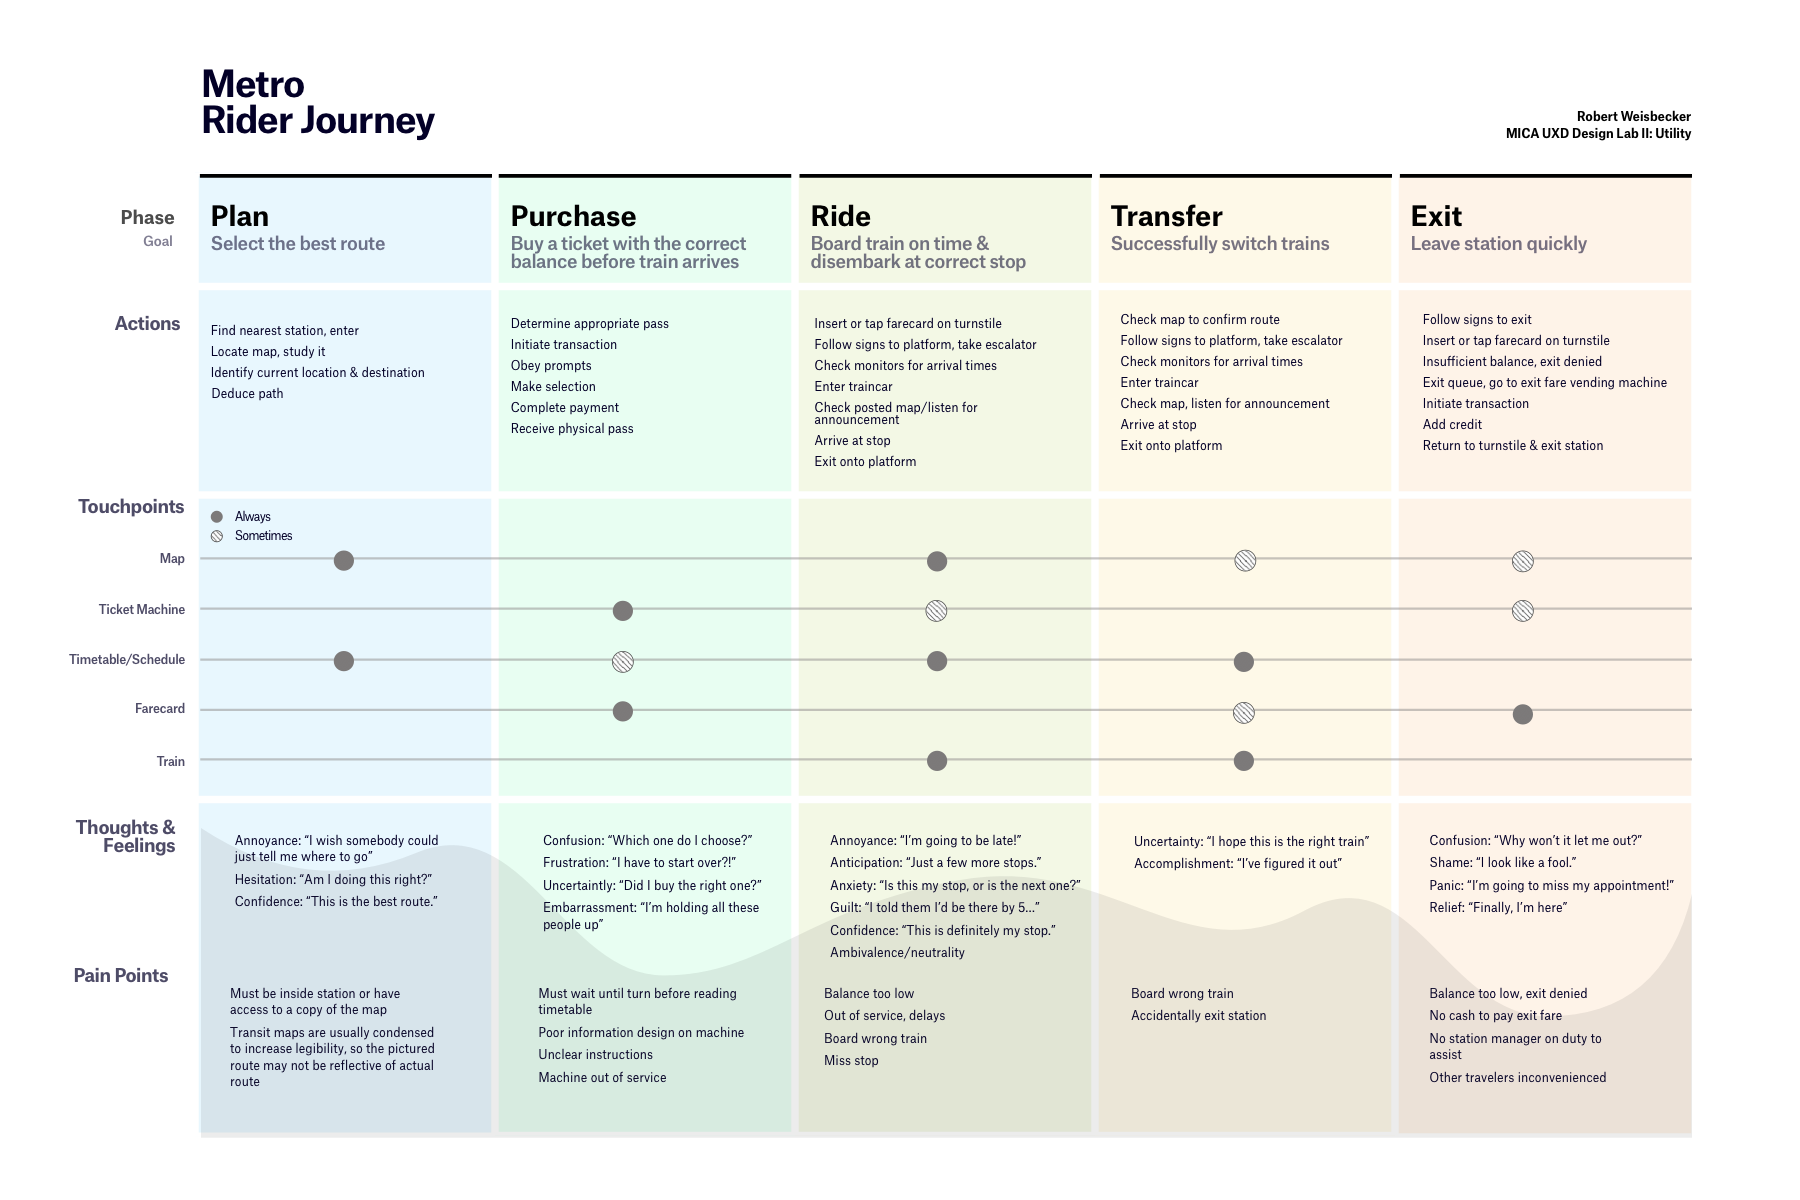 Metro
Rider Journey
Robert Weisbecker
MICA UXD Design Lab II: Utility
Phase
Goal
Plan
Select the best route
Purchase
Buy a ticket with the correct
balance before train arrives
Ride
Board train on time &
disembark at correct stop
Transfer
Successfully switch trains
Exit
Leave station quickly
Actions
Find nearest station, enter
Locate map, study it
Identify current location & destination
Deduce path
Determine appropriate pass
Initiate transaction
Obey prompts
Make selection
Complete payment
Receive physical pass
Insert or tap farecard on turnstile
Follow signs to platform, take escalator
Check monitors for arrival times
Enter traincar
Check posted map/listen for
announcement
Arrive at stop
Exit onto platform
Check map to confirm route
Follow signs to platform, take escalator
Check monitors for arrival times
Enter traincar
Check map, listen for announcement
Arrive at stop
Exit onto platform
Follow signs to exit
Insert or tap farecard on turnstile
Insufficient balance, exit denied
Exit queue, go to exit fare vending machine
Initiate transaction
Add credit
Return to turnstile & exit station
Touchpoints
Always
Sometimes
Map
Ticket Machine
Timetable/Schedule
Farecard
Train
Thoughts &
Feelings
Annoyance: “I wish somebody could
just tell me where to go”
Hesitation: “Am I doing this right?”
Confidence: “This is the best route.”
Confusion: “Which one do I choose?”
Frustration: “I have to start over?!”
Uncertaintly: “Did I buy the right one?”
Embarrassment: “I’m holding all these
people up”
Annoyance: “I’m going to be late!”
Anticipation: “Just a few more stops.”
Anxiety: “Is this my stop, or is the next one?”
Guilt: “I told them I’d be there by 5...”
Confidence: “This is definitely my stop.”
Ambivalence/neutrality
Uncertainty: “I hope this is the right train”
Accomplishment: “I’ve figured it out”
Confusion: “Why won’t it let me out?”
Shame: “I look like a fool.”
Panic: “I’m going to miss my appointment!”
Relief: “Finally, I’m here”
Pain Points
Must be inside station or have
access to a copy of the map
Transit maps are usually condensed
to increase legibility, so the pictured
route may not be reflective of actual
route
Must wait until turn before reading
timetable
Poor information design on machine
Unclear instructions
Machine out of service
Balance too low
Out of service, delays
Board wrong train
Miss stop
Board wrong train
Accidentally exit station
Balance too low, exit denied
No cash to pay exit fare
No station manager on duty to
assist
Other travelers inconvenienced